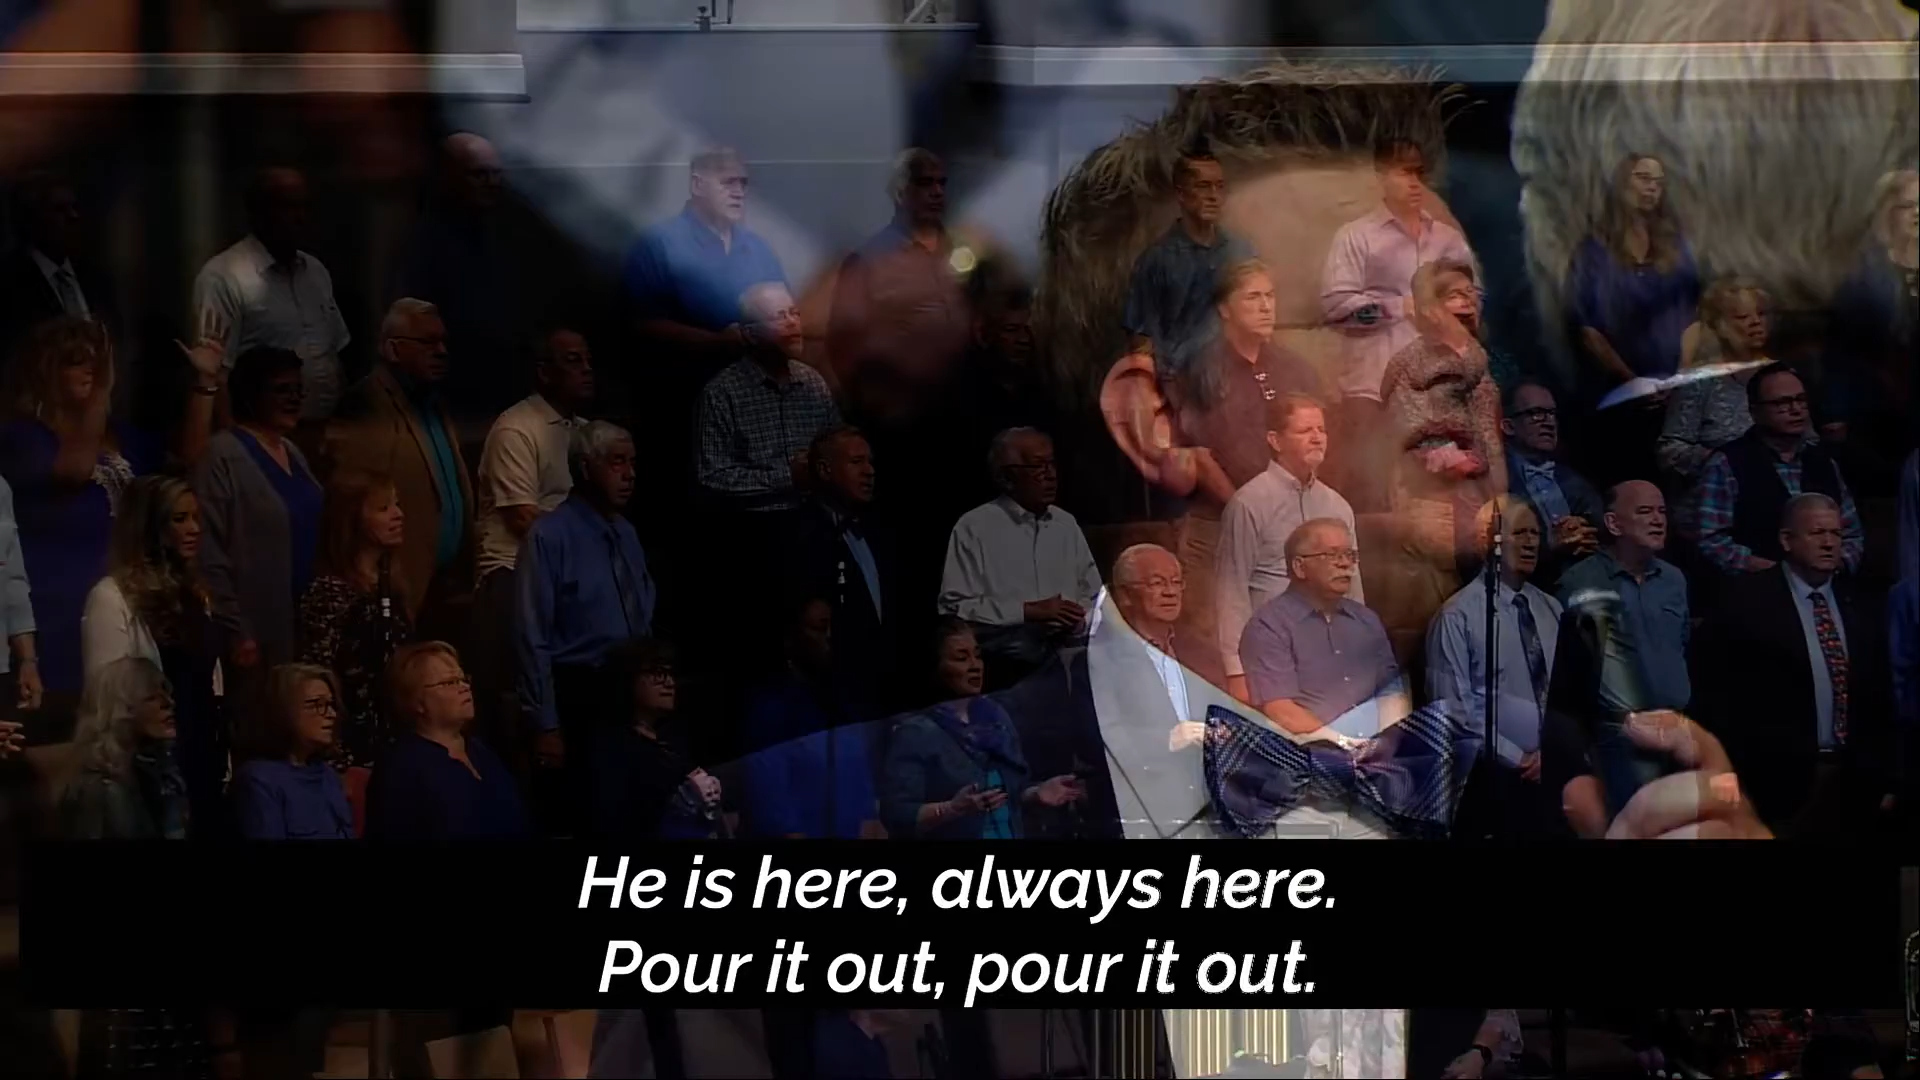 He is here, always here.
Pour it out, pour it out.